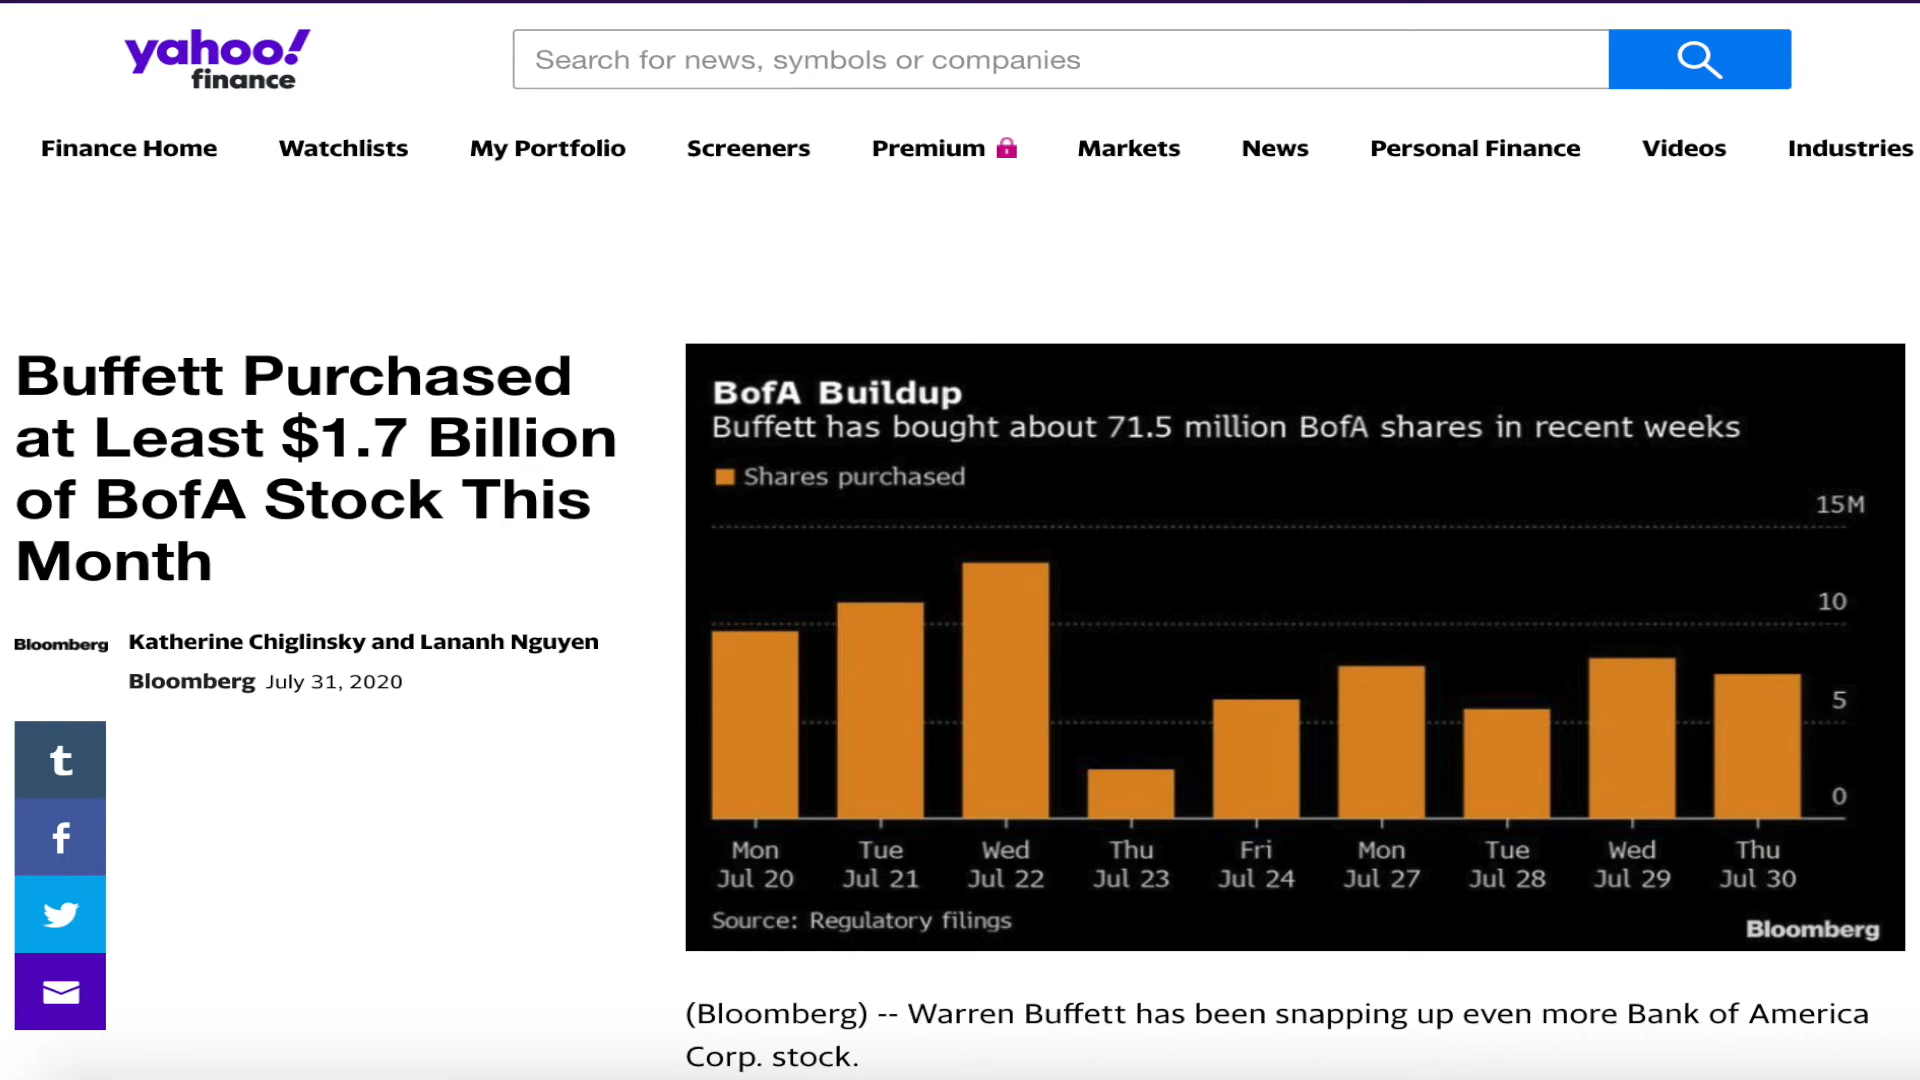 yahoo!
finance
Search for news, symbols or companies
Finance Home Watchlists My Portfolio Screeners Premium Markets News Personal Finance Videos Industries
Buffett Purchased
at Least $1.7 Billion
of BofA Stock This
Month
Bloomberg Katherine Chiglinsky and Lananh Nguyen
Bloomberg July 31, 2020
t
f
BofA Buildup
Buffett has bought about 71.5 million BofA shares in recent weeks
Shares purchased
15M
10
5
0
Mon Tue Wed Thu Fri Mon Tue Wed Thu
Jul 20 Jul 21 Jul 22 Jul 23 Jul 24 Jul 27 Jul 28 Jul 29 Jul 30
Source: Regulatory filings
Bloomberg
(Bloomberg) -- Warren Buffett has been snapping up even more Bank of America
Corp. stock.